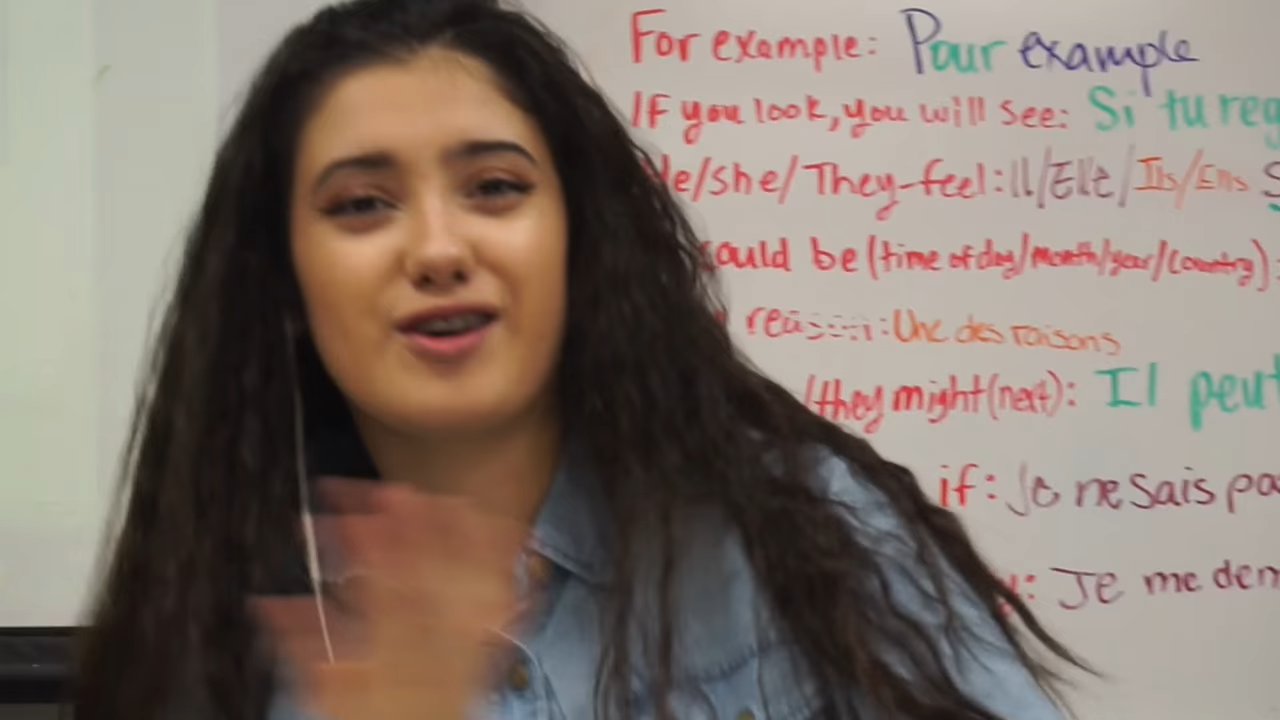 For example: Pour example
If you look, you will see: Si tu reg
he/she/They feel: Il/Elle/Ils/Ells
could be (time of day/month/year/(country):
Une des raisons
/they might (next): Il peut
if: Je ne sais pa
Je me dem